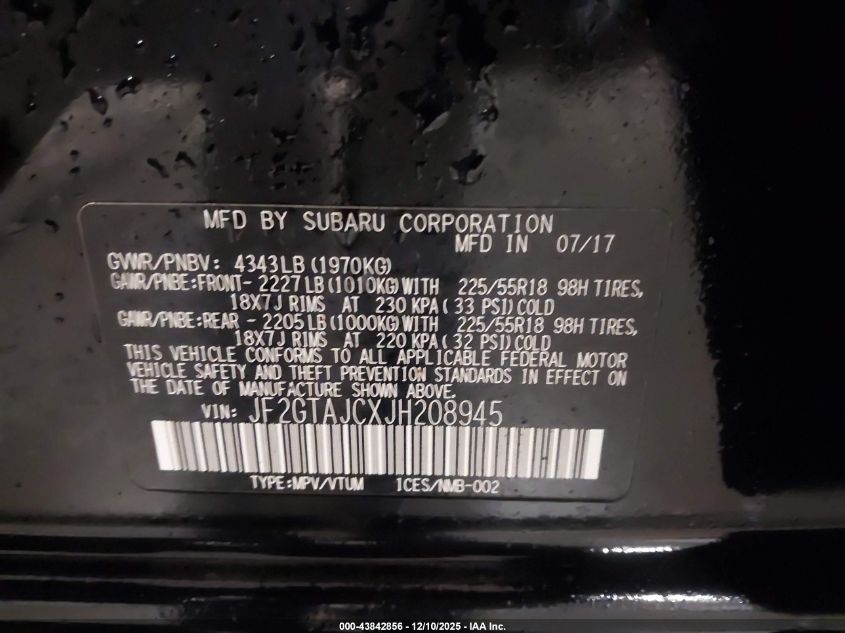 MFD BY SUBARU CORPORATION
MFD IN 07/17
GVWR/PNBV: 4343LB (1970KG)
GAWR/PNBE:FRONT- 2227LB (1010KG)WITH 225/55R18 98H TIRES,
18X7J RIMS AT 230 KPA (33 PSI)COLD
GAWR/PNBE:REAR - 2205LB (1000KG)WITH 225/55R18 98H TIRES,
18X7J RIMS AT 220 KPA (32 PSI)COLD
THIS VEHICLE CONFORMS TO ALL APPLICABLE FEDERAL MOTOR
VEHICLE SAFETY AND THEFT PREVENTION STANDARDS IN EFFECT ON
THE DATE OF MANUFACTURE SHOWN ABOVE.
VIN: JF2GTAJCXJH208945
TYPE:MPV/VTUM 1CES/NMB-002
000-43842856 - 12/10/2025 - IAA Inc.